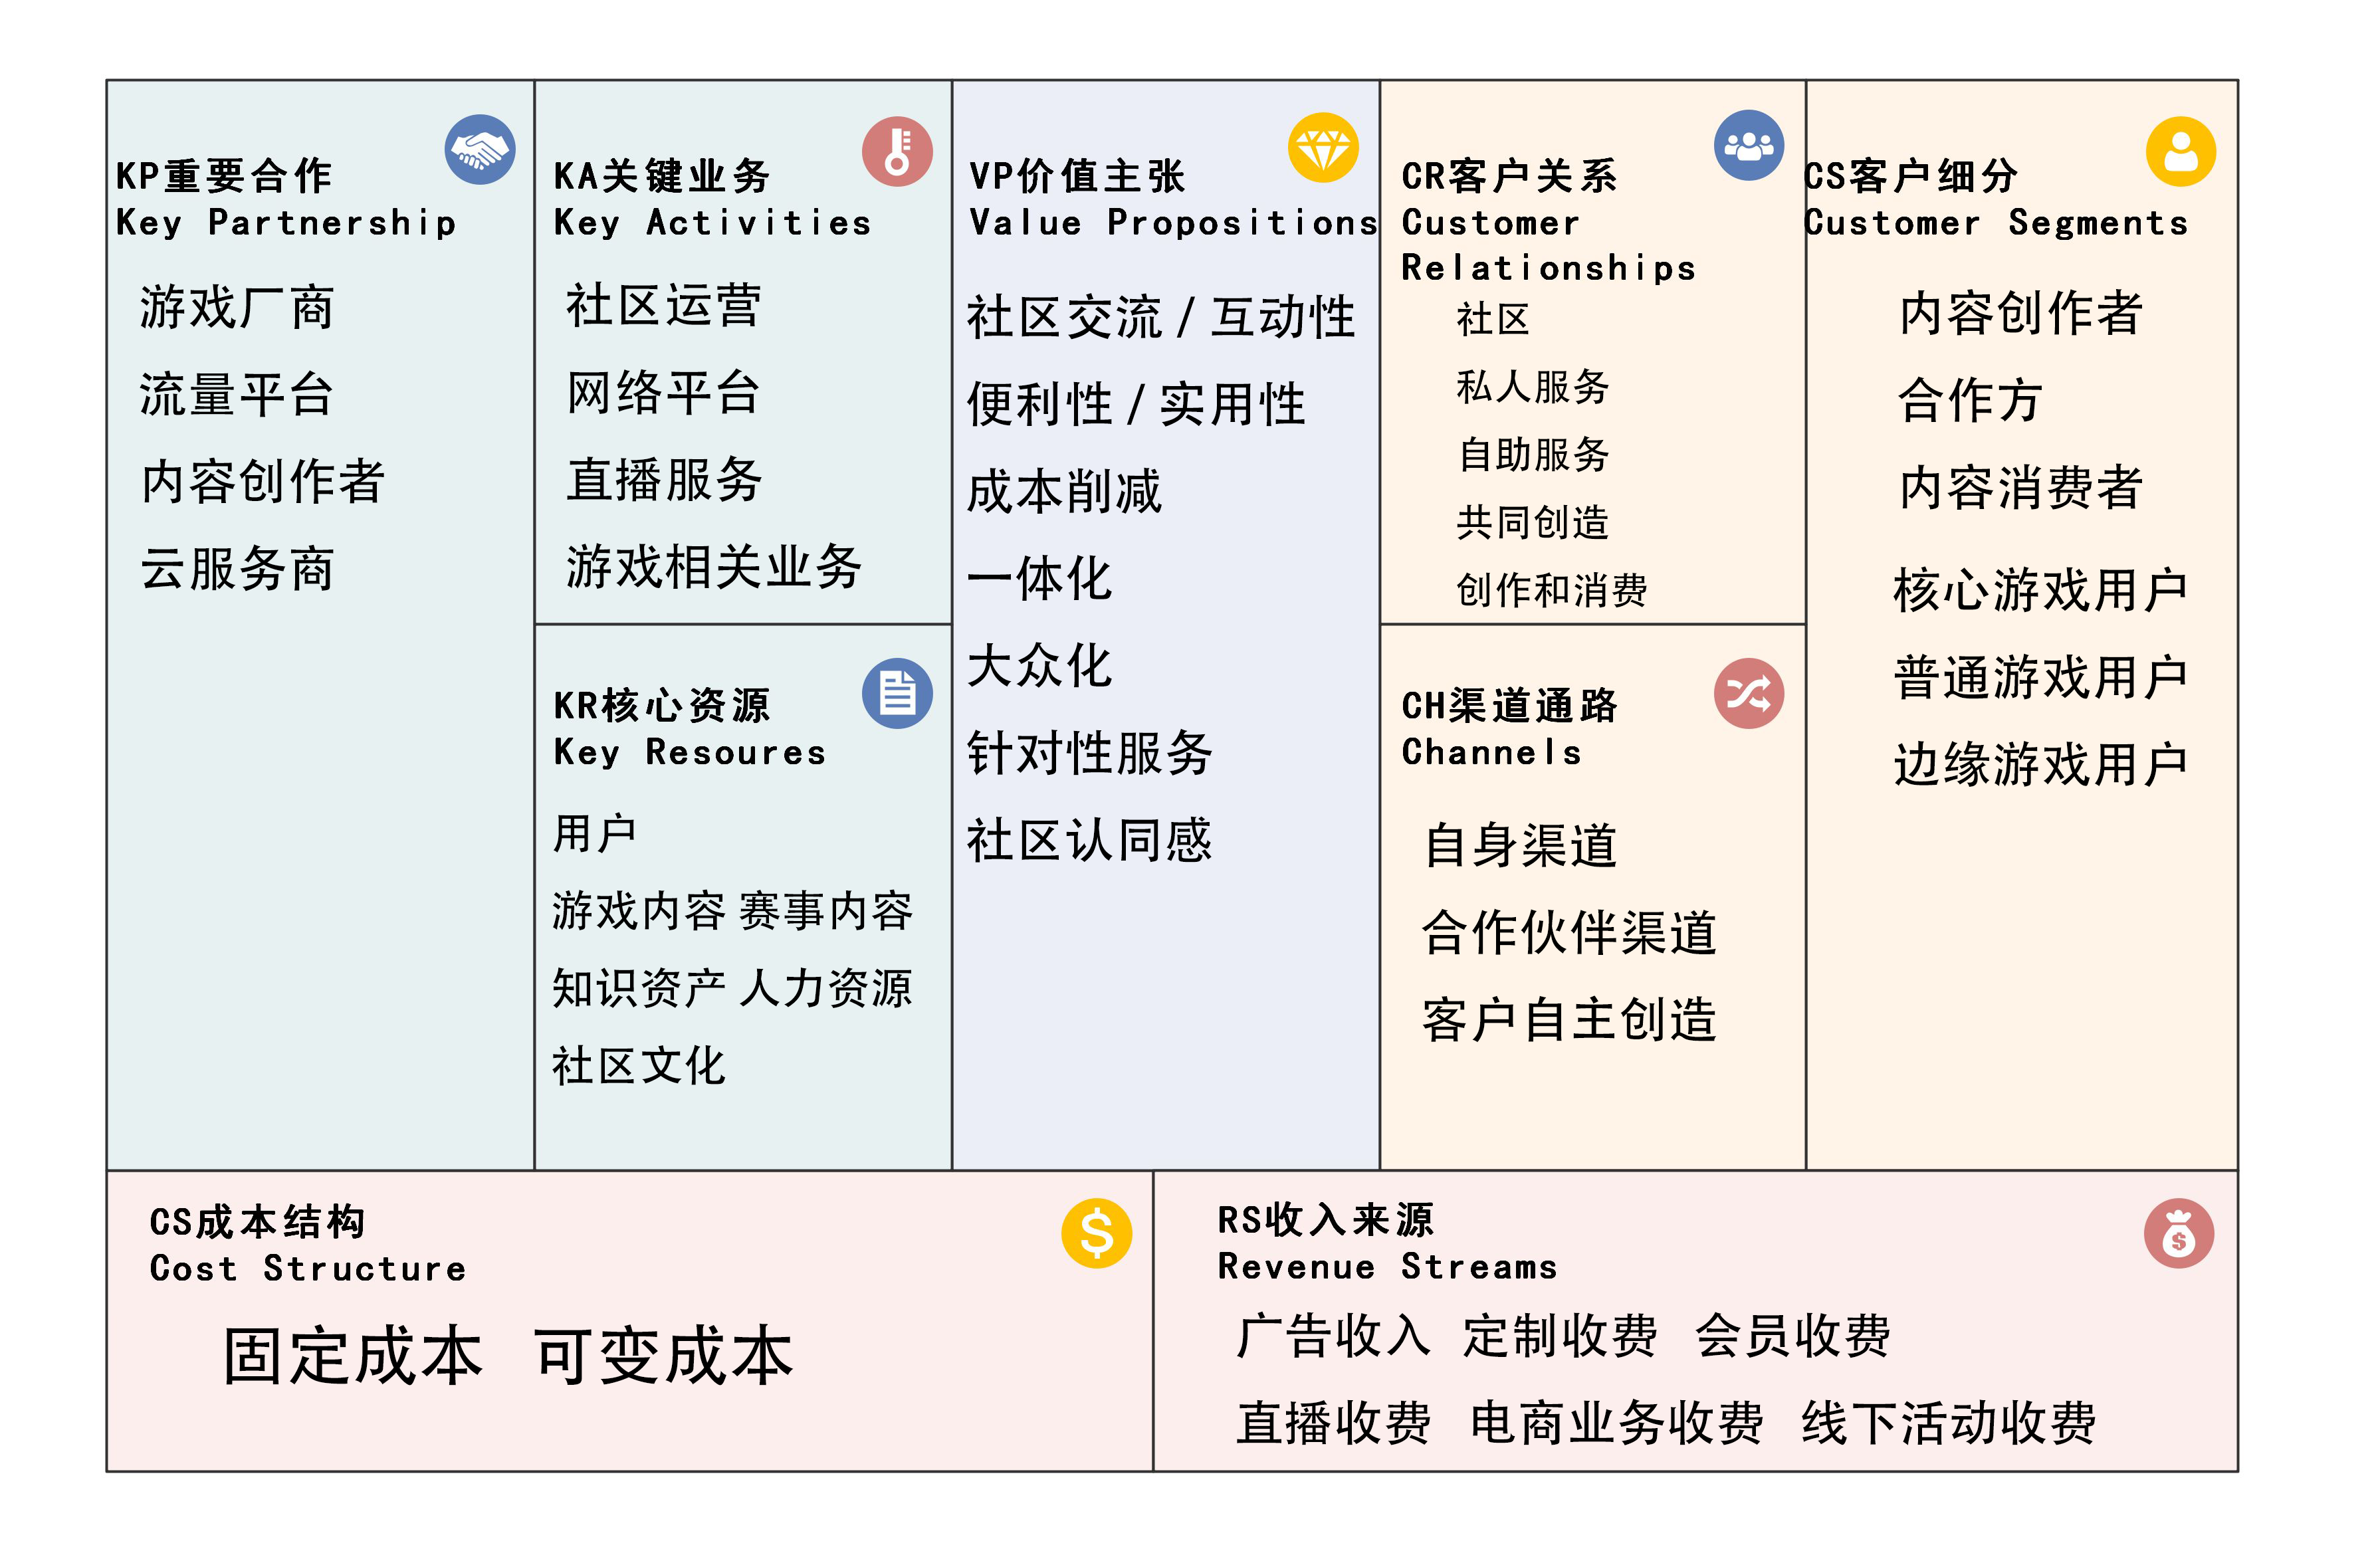 KP重要合作
Key Partnership
游戏厂商
流量平台
内容创作者
云服务商
KA关键业务
Key Activities
社区运营
网络平台
直播服务
游戏相关业务
KR核心资源
Key Resoures
用户
游戏内容 赛事内容
知识资产 人力资源
社区文化
VP价值主张
Value Propositions
社区交流 / 互动性
便利性 / 实用性
成本削减
一体化
大众化
针对性服务
社区认同感
CR客户关系
Customer
Relationships
社区
私人服务
自助服务
共同创造
创作和消费
CH渠道通路
Channels
自身渠道
合作伙伴渠道
客户自主创造
CS客户细分
Customer Segments
内容创作者
合作方
内容消费者
核心游戏用户
普通游戏用户
边缘游戏用户
CS成本结构
Cost Structure
固定成本 可变成本
RS收入来源
Revenue Streams
广告收入 定制收费 会员收费
直播收费 电商业务收费 线下活动收费